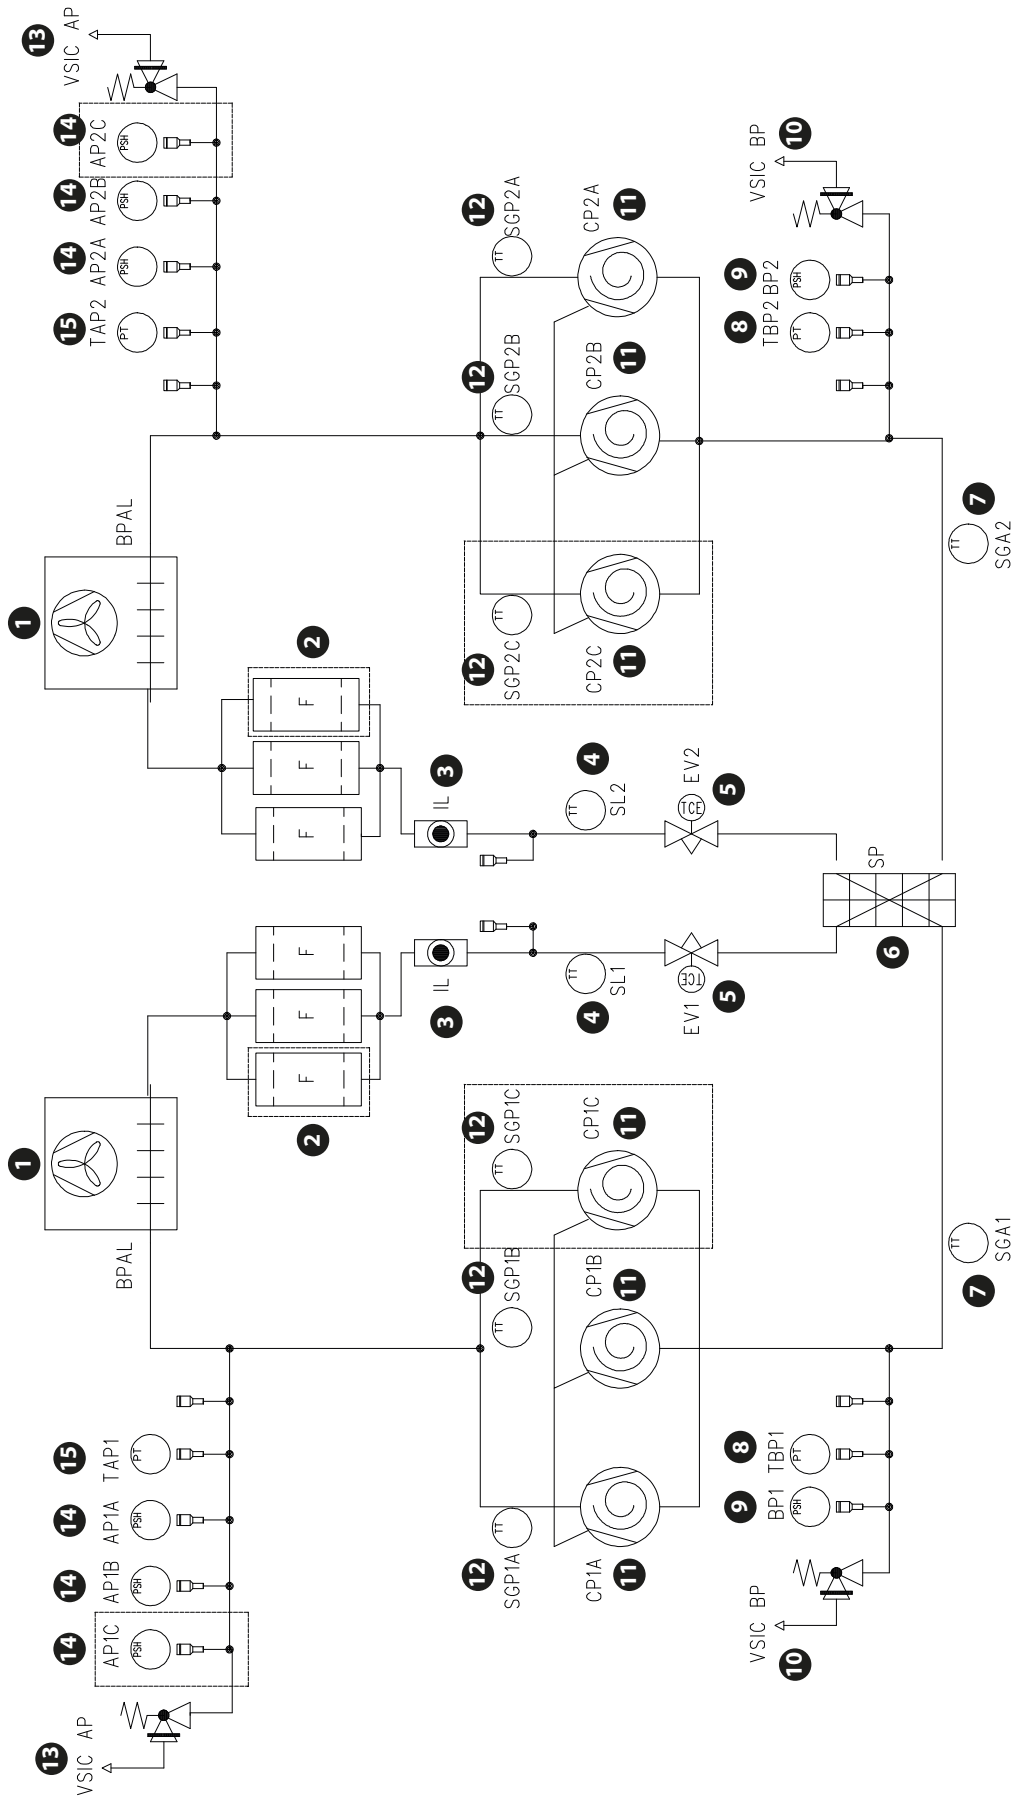 13
VSIC AP
14
AP1C
PSH
14
AP1B
PSH
14
AP1A
PSH
15
TAP1
PT
BPAL
1
1
BPAL
15
TAP2
PT
14
AP2A
PSH
14
AP2B
PSH
14
AP2C
PSH
13
VSIC AP
2
F
F
F
F
F
F
2
3
IL
IL
3
12
SGP1A
TT
12
SGP1B
TT
12
SGP1C
TT
12
SGP2C
TT
12
SGP2B
TT
12
SGP2A
TT
CP1A
11
CP1B
11
CP1C
11
4
TT
SL1
4
TT
SL2
CP2C
11
CP2B
11
CP2A
11
EV1
TCE
5
TCE
EV2
5
VSIC BP
10
9
BP1
PSH
8
TBP1
PT
6
SP
8
TBP2
PT
9
BP2
PSH
VSIC BP
10
7
TT
SGA1
TT
SGA2
7